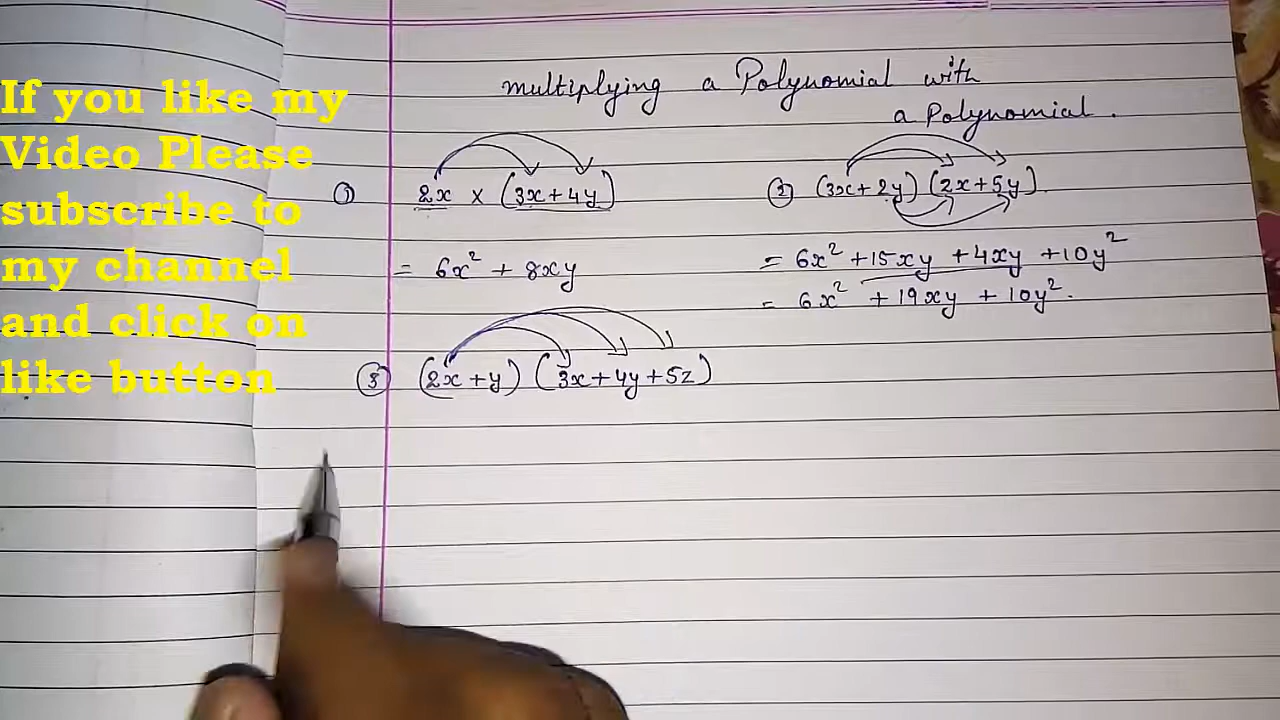 If you like my
Video Please
subscribe to
my channel
and click on
like button
multiplying a Polynomial with
a Polynomial.
① 2x × (3x+4y)
= 6x² + 8xy
② (3x+2y)(2x+5y).
= 6x² +15xy +4xy +10y²
= 6x² +19xy +10y².
③ (2x+y) (3x+4y+5z)